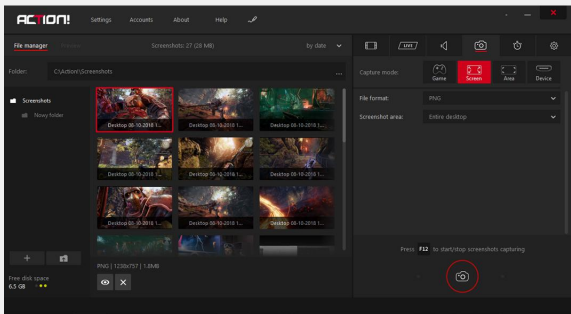 ACTION!
Settings Accounts About Help
File manager Preview Screenshots: 27 (28 MB) by date
Folder: C:\Action!\Screenshots ...
Screenshots
Nowy folder
Desktop 08-10-2018 1...
Desktop 08-10-2018 1...
Desktop 08-10-2018 1...
Desktop 08-10-2018 1...
Desktop 08-10-2018 1...
Desktop 08-10-2018 1...
Desktop 08-10-2018 1...
Desktop 08-10-2018 1...
Desktop 08-10-2018 1...
PNG | 1238x757 | 1.8MB
Free disk space
6.5 GB
LIVE
Capture mode: Game Screen Area Device
File format: PNG
Screenshot area: Entire desktop
Press F12 to start/stop screenshots capturing.